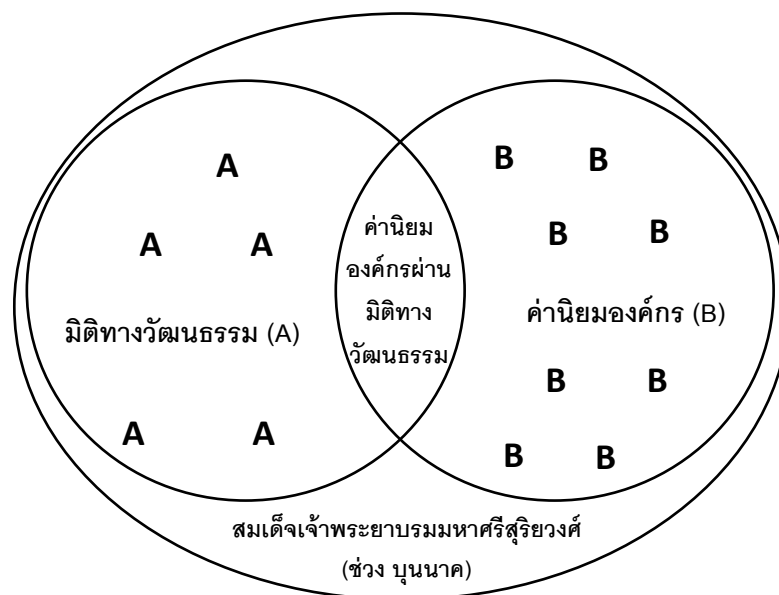 A
B B
A A
B B
ค่านิยม
องค์กรผ่าน
มิติทาง
วัฒนธรรม
มิติทางวัฒนธรรม (A)
ค่านิยมองค์กร (B)
B B
A A
B B
สมเด็จเจ้าพระยาบรมมหาศรีสุริยวงศ์
(ช่วง บุนนาค)